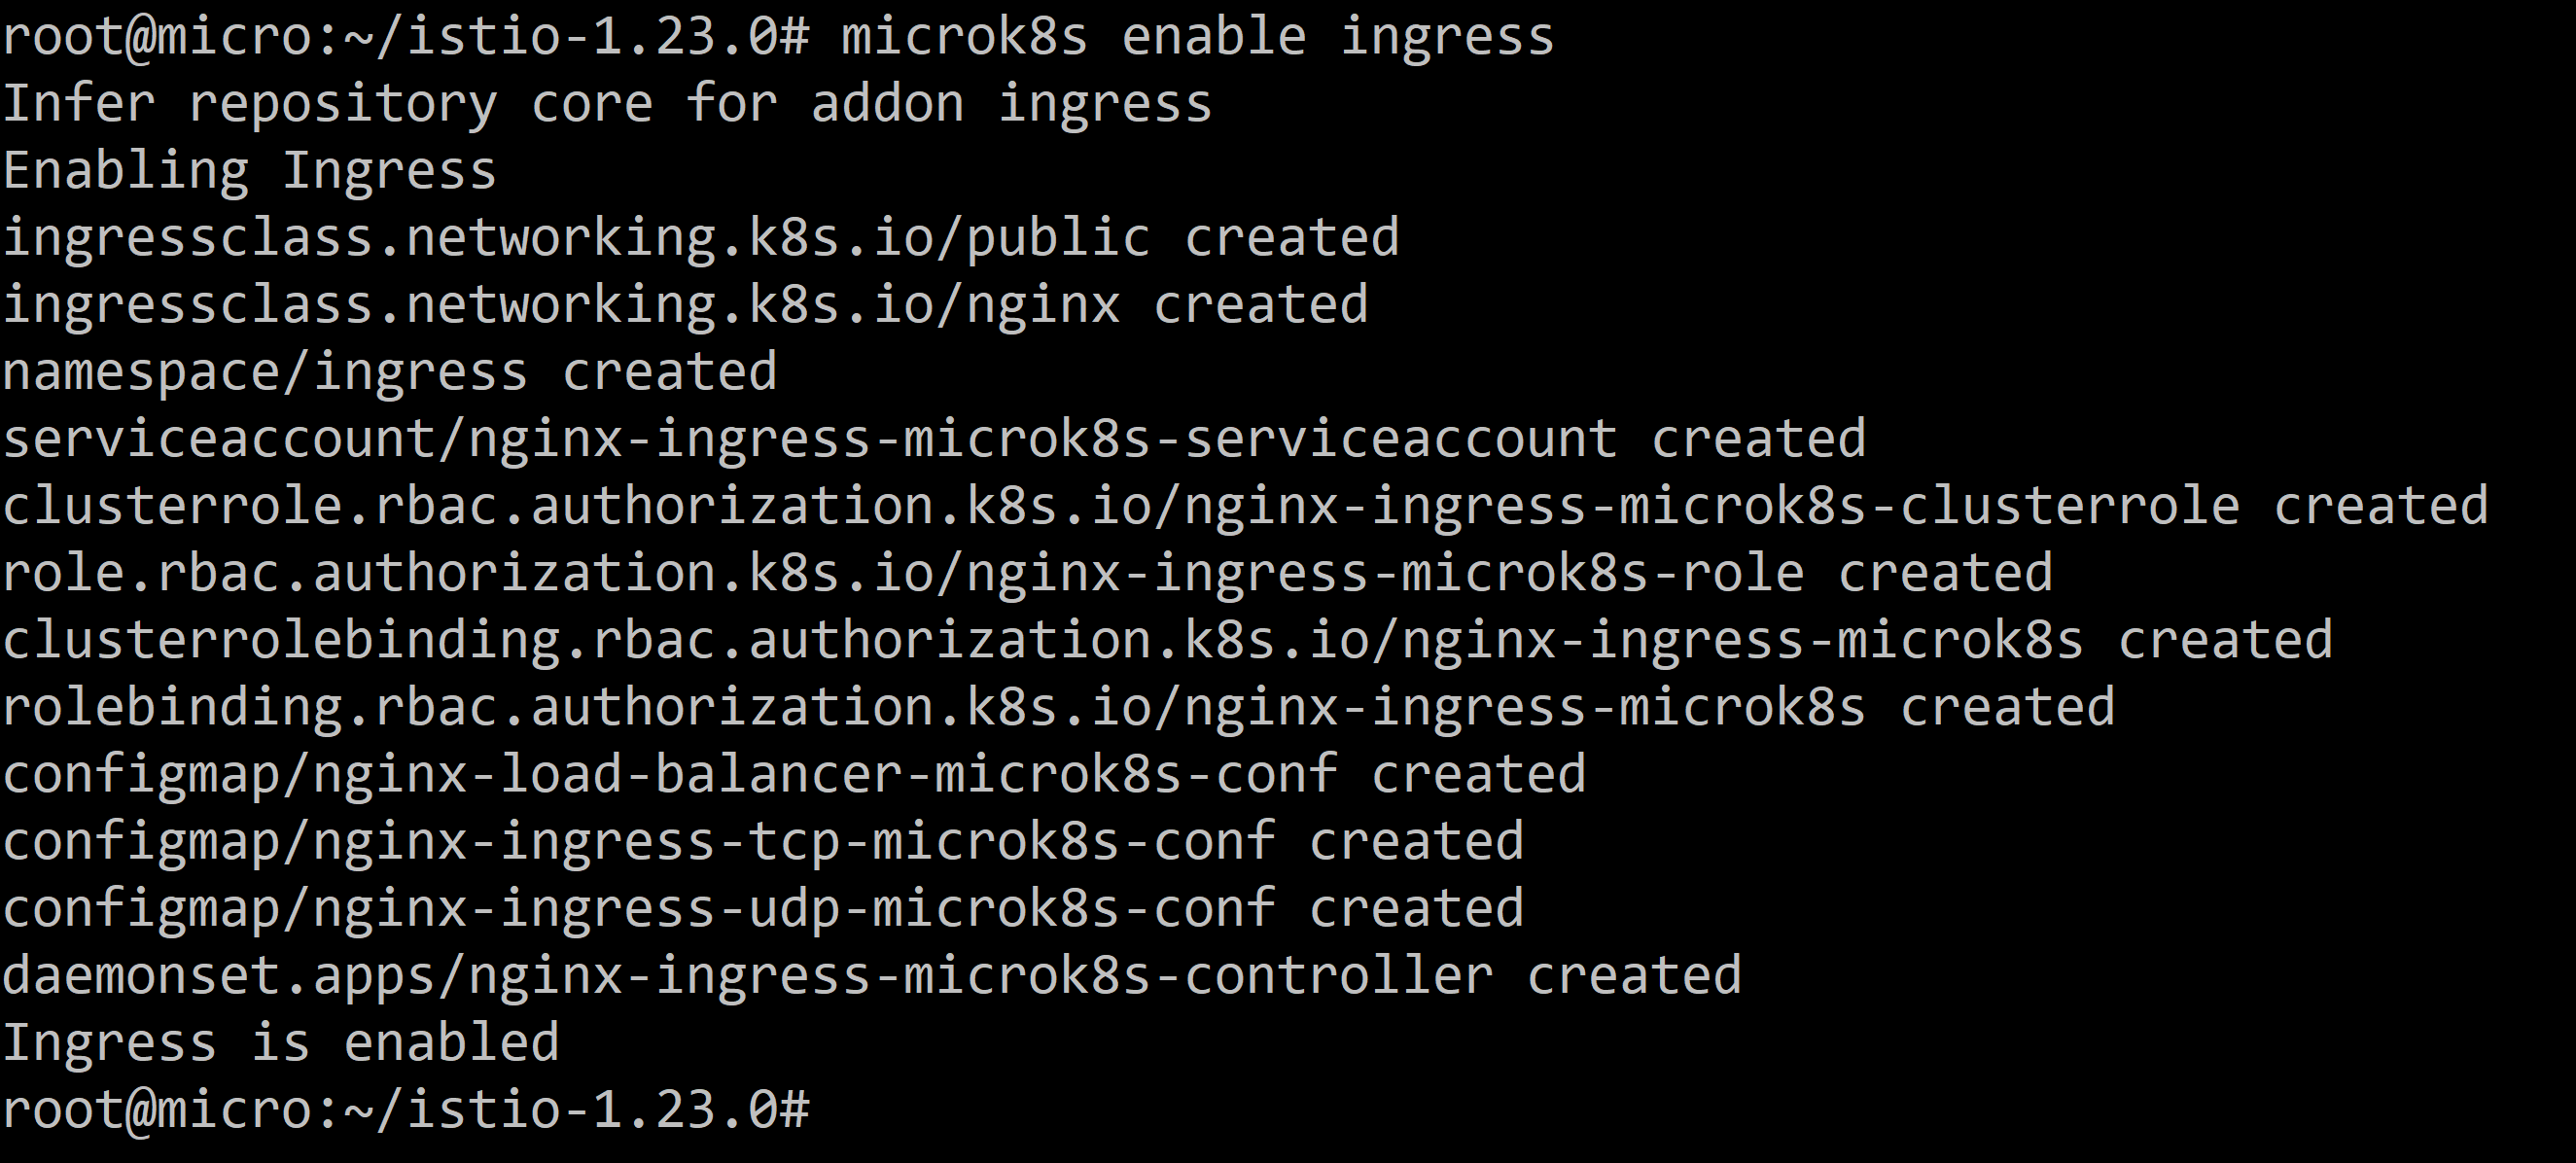 root@micro:~/istio-1.23.0# microk8s enable ingress
Infer repository core for addon ingress
Enabling Ingress
ingressclass.networking.k8s.io/public created
ingressclass.networking.k8s.io/nginx created
namespace/ingress created
serviceaccount/nginx-ingress-microk8s-serviceaccount created
clusterrole.rbac.authorization.k8s.io/nginx-ingress-microk8s-clusterrole created
role.rbac.authorization.k8s.io/nginx-ingress-microk8s-role created
clusterrolebinding.rbac.authorization.k8s.io/nginx-ingress-microk8s created
rolebinding.rbac.authorization.k8s.io/nginx-ingress-microk8s created
configmap/nginx-load-balancer-microk8s-conf created
configmap/nginx-ingress-tcp-microk8s-conf created
configmap/nginx-ingress-udp-microk8s-conf created
daemonset.apps/nginx-ingress-microk8s-controller created
Ingress is enabled
root@micro:~/istio-1.23.0#